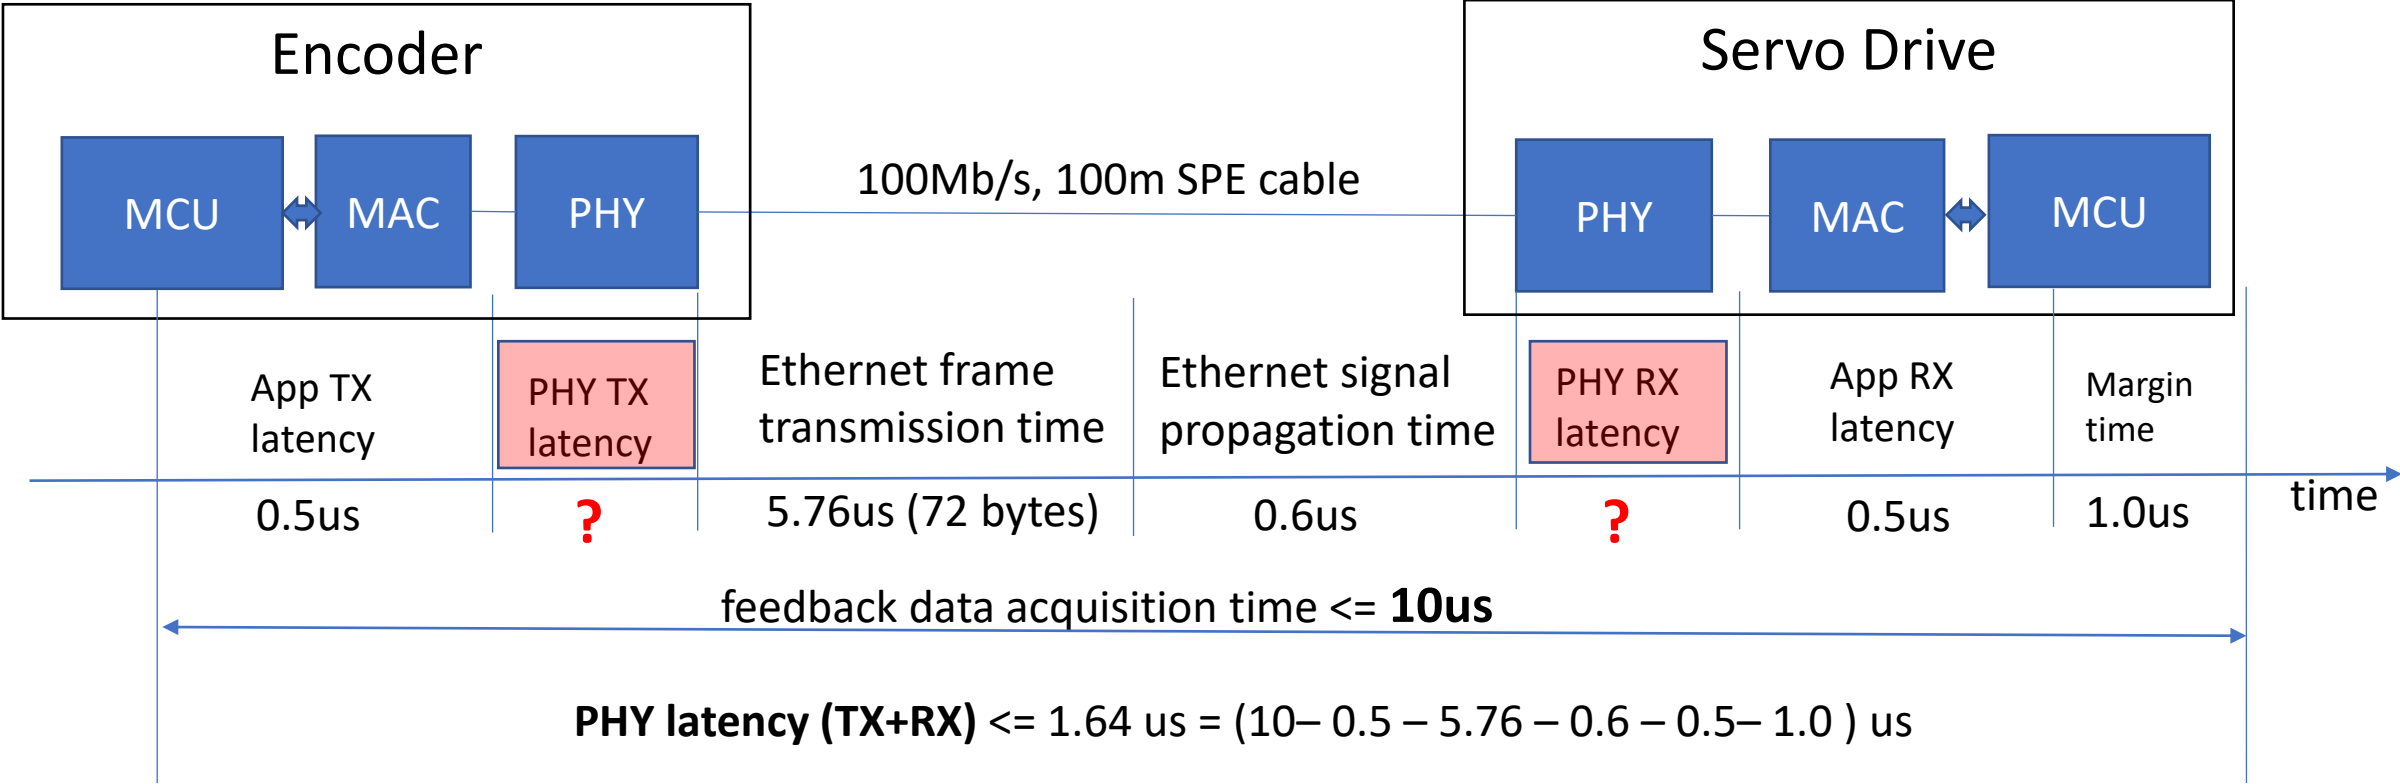 Encoder
Servo Drive
MCU
MAC
PHY
100Mb/s, 100m SPE cable
PHY
MAC
MCU
App TX
latency
PHY TX
latency
Ethernet frame
transmission time
Ethernet signal
propagation time
PHY RX
latency
App RX
latency
Margin
time
0.5us
?
5.76us (72 bytes)
0.6us
?
0.5us
1.0us
time
feedback data acquisition time <= 10us
PHY latency (TX+RX) <= 1.64 us = (10– 0.5 – 5.76 – 0.6 – 0.5– 1.0 ) us